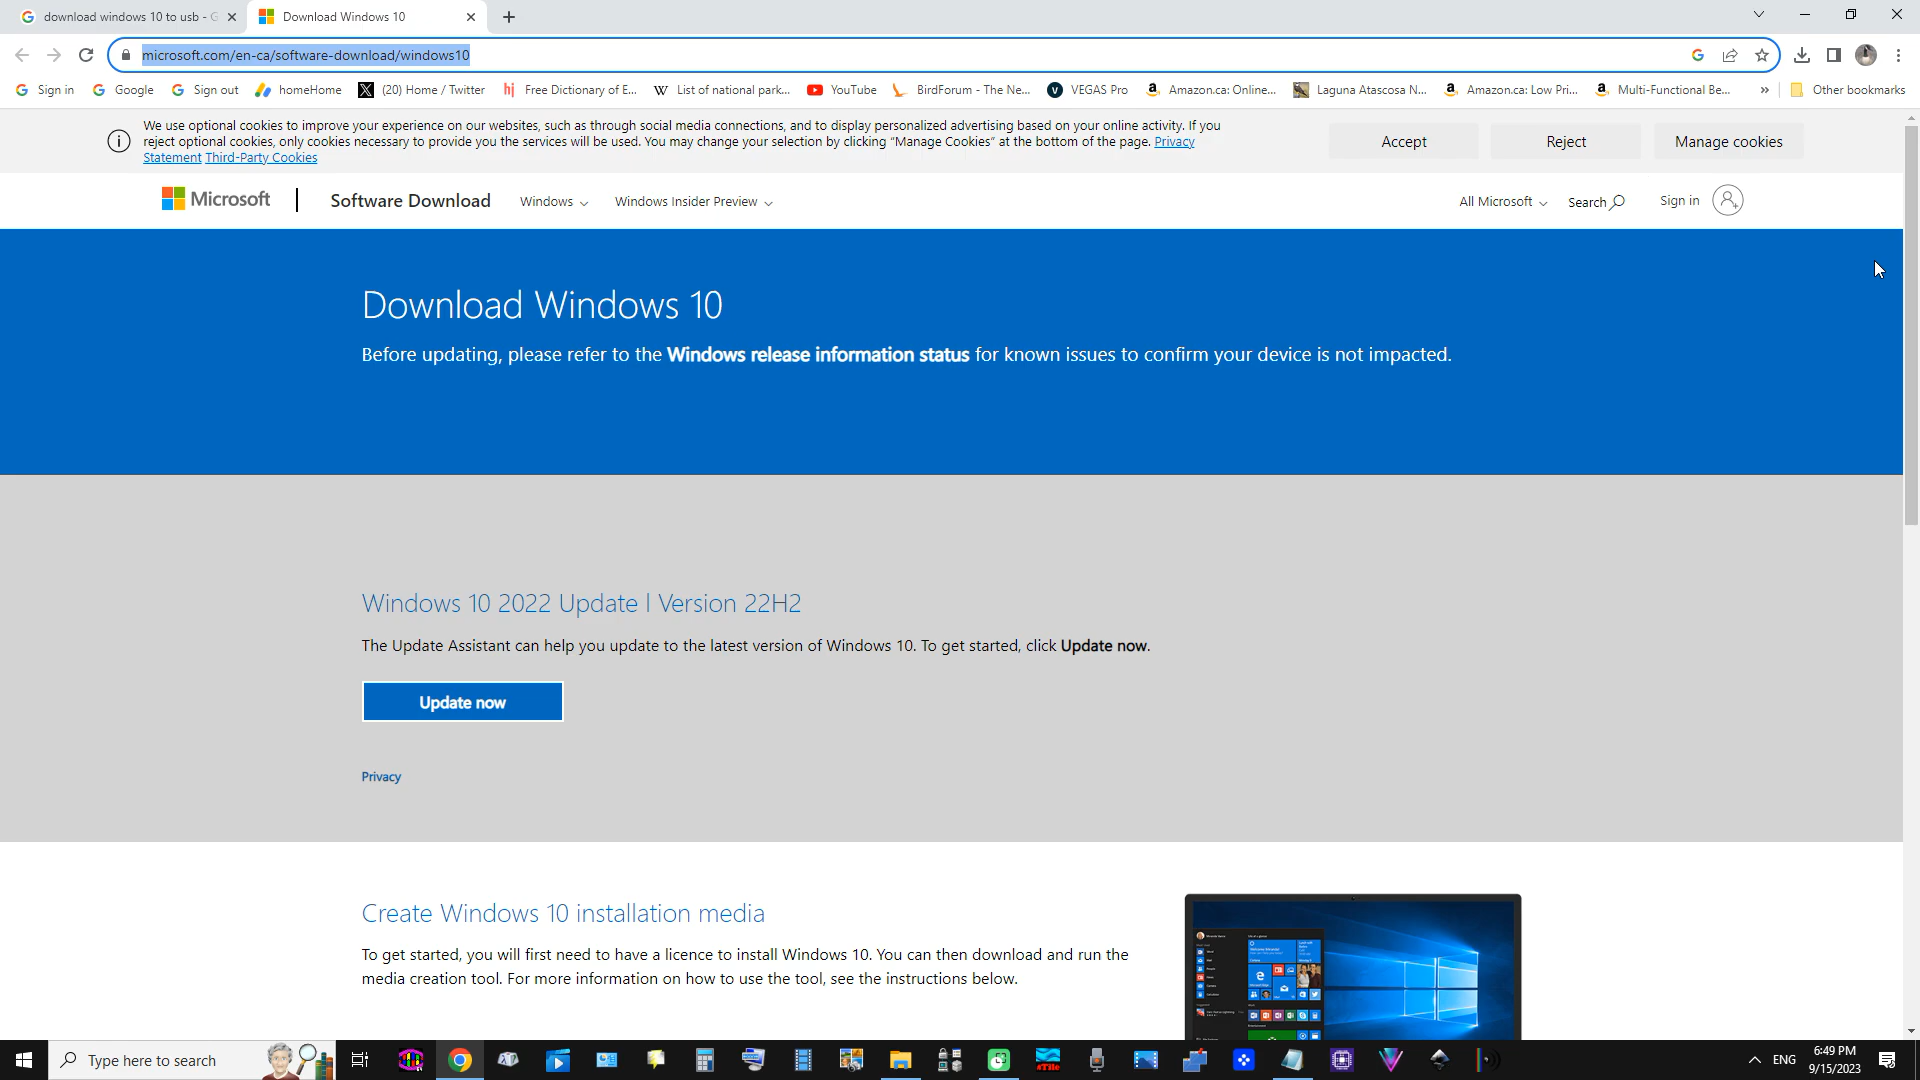 download windows 10 to usb - G
Download Windows 10
microsoft.com/en-ca/software-download/windows10
Sign in
Google
Sign out
homeHome
(20) Home / Twitter
Free Dictionary of E...
List of national park...
YouTube
BirdForum - The Ne...
VEGAS Pro
Amazon.ca: Online...
Laguna Atascosa N...
Amazon.ca: Low Pri...
Multi-Functional Be...
Other bookmarks
We use optional cookies to improve your experience on our websites, such as through social media connections, and to display personalized advertising based on your online activity. If you
reject optional cookies, only cookies necessary to provide you the services will be used. You may change your selection by clicking “Manage Cookies” at the bottom of the page. Privacy
Statement Third-Party Cookies
Accept
Reject
Manage cookies
Microsoft
Software Download
Windows
Windows Insider Preview
All Microsoft
Search
Sign in
Download Windows 10
Before updating, please refer to the Windows release information status for known issues to confirm your device is not impacted.
Windows 10 2022 Update | Version 22H2
The Update Assistant can help you update to the latest version of Windows 10. To get started, click Update now.
Update now
Privacy
Create Windows 10 installation media
To get started, you will first need to have a licence to install Windows 10. You can then download and run the
media creation tool. For more information on how to use the tool, see the instructions below.
Type here to search
ENG
6:49 PM
9/15/2023